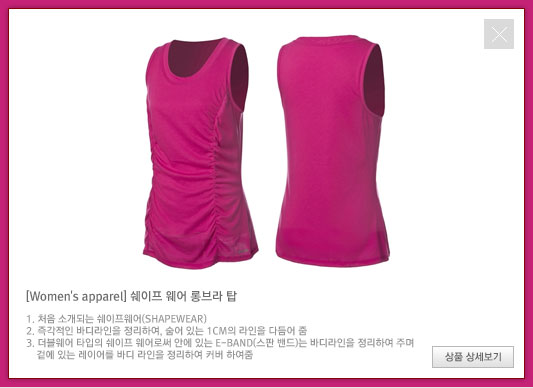 [Women's apparel] 쉐이프 웨어 롱브라 탑
1. 처음 소개되는 쉐이프웨어(SHAPEWEAR)
2. 즉각적인 바디라인을 정리하여, 숨어 있는 1CM의 라인을 다듬어 줌
3. 더블웨어 타입의 쉐이프 웨어로써 안에 있는 E-BAND(스판 밴드)는 바디라인을 정리하여 주며
겉에 있는 레이어를 바디 라인을 정리하여 커버 하여줌
상품 상세보기